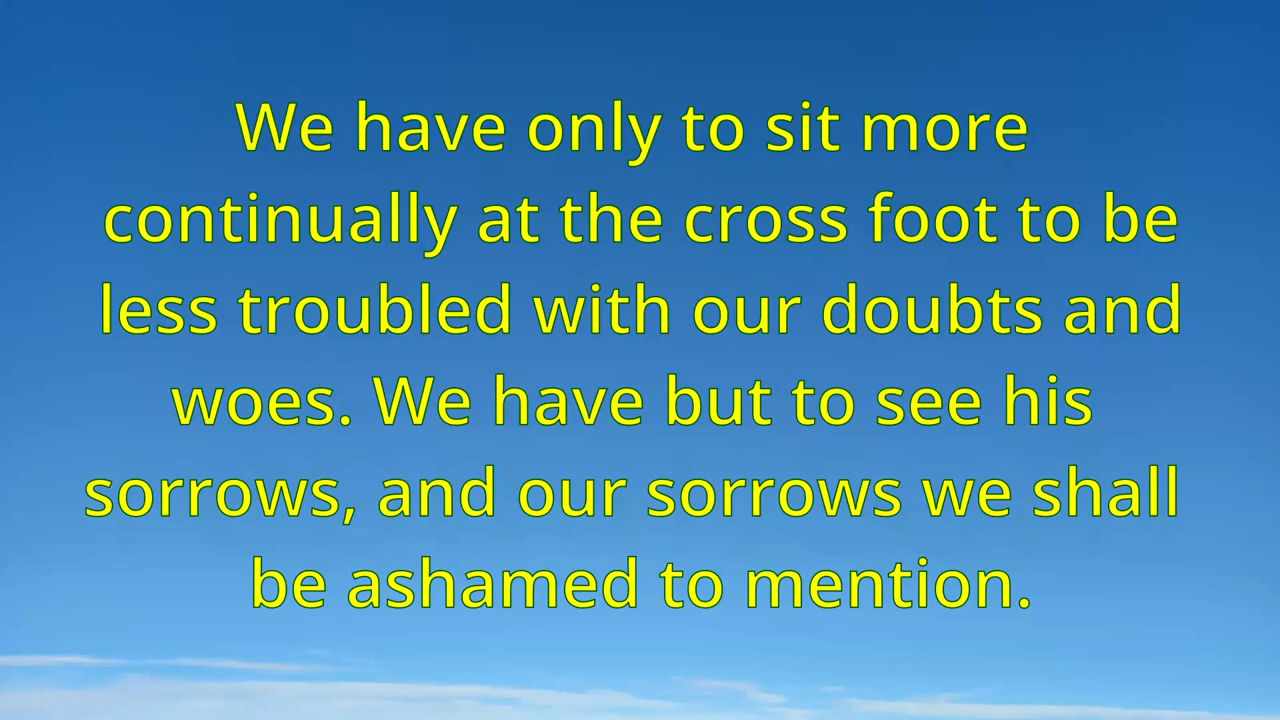 We have only to sit more
continually at the cross foot to be
less troubled with our doubts and
woes. We have but to see his
sorrows, and our sorrows we shall
be ashamed to mention.